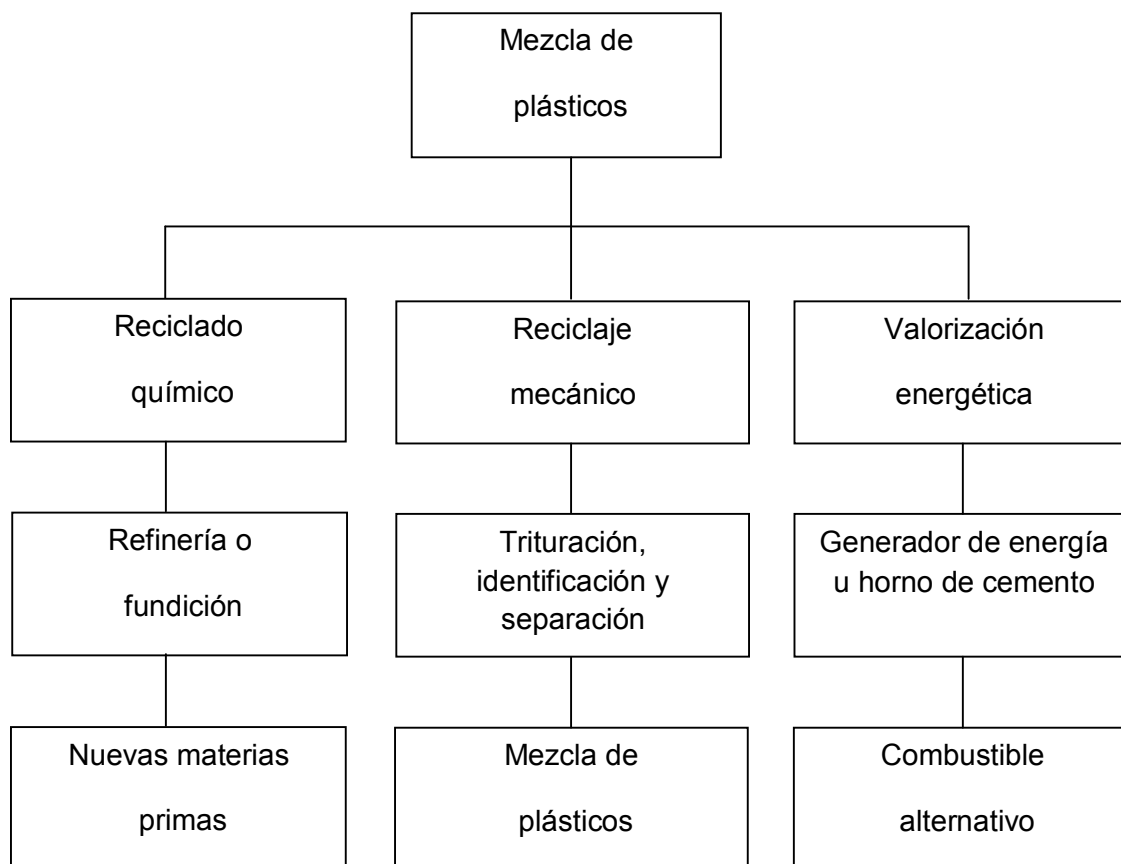 Mezcla de
plásticos
Reciclado
químico
Reciclaje
mecánico
Valorización
energética
Refinería o
fundición
Trituración,
identificación y
separación
Generador de energía
u horno de cemento
Nuevas materias
primas
Mezcla de
plásticos
Combustible
alternativo